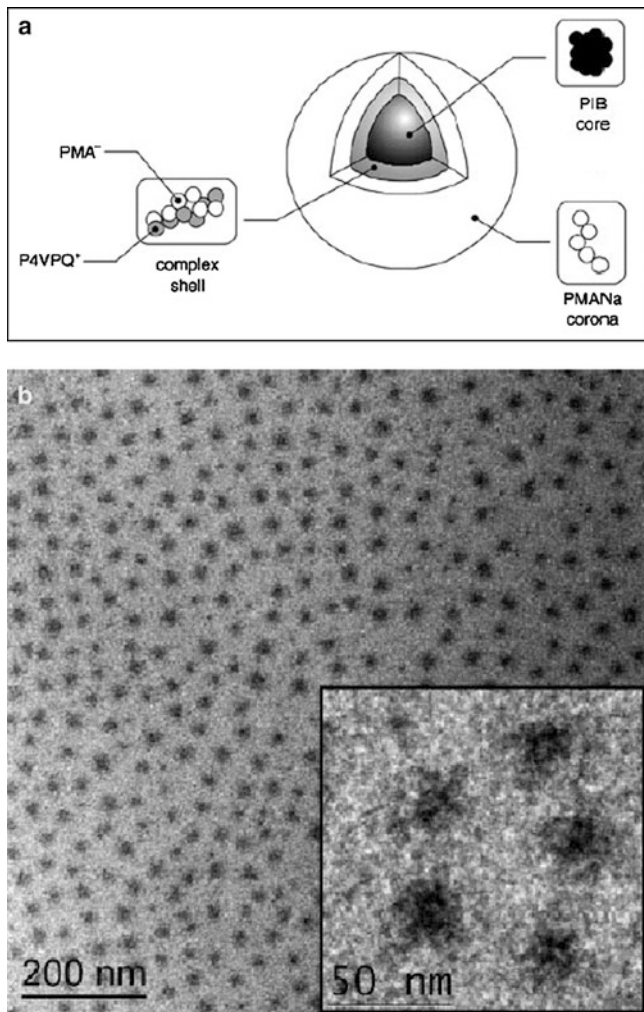 a
PIB
core
PMA⁻
P4VPQ⁺
complex
shell
PMANa
corona
b
200 nm
50 nm